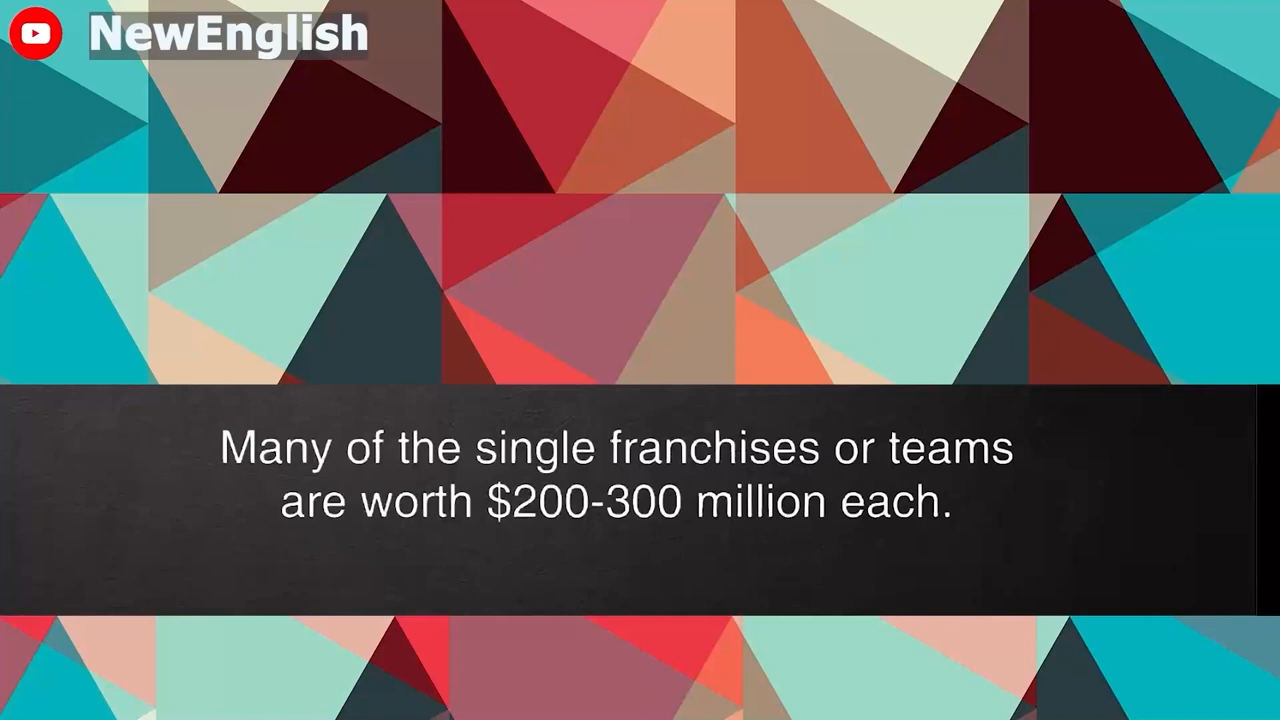 NewEnglish
Many of the single franchises or teams
are worth $200-300 million each.